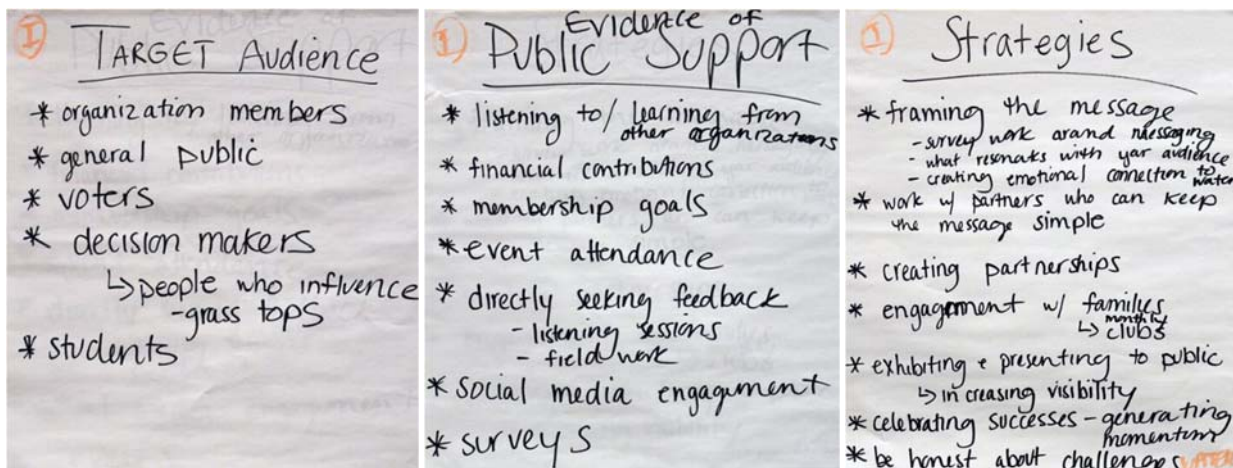 1
TARGET Audience
* organization members
* general public
* voters
* decision makers
↳ people who influence
- grass tops
* students
1
Evidence of
Public Support
* listening to / learning from
other organizations
* financial contributions
* membership goals
* event attendance
* directly seeking feedback
- listening sessions
- field work
* social media engagement
* surveys
1
Strategies
* framing the message
- survey work around messaging
- what resonates with your audience
- creating emotional connection to
water
* work w/ partners who can keep
the message simple
* creating partnerships
* engagement w/ families
↳ monthly
clubs
* exhibiting + presenting to public
↳ increasing visibility
* celebrating successes - generating
momentum
* be honest about challenges